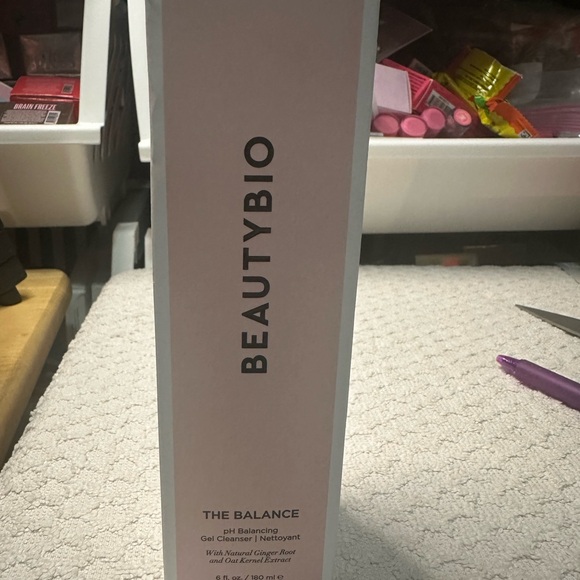 BRAIN FREEZE
BEAUTYBIO
THE BALANCE
pH Balancing
Gel Cleanser | Nettoyant
With Natural Ginger Root
and Oat Kernel Extract
6 fl. oz. / 180 ml ℮